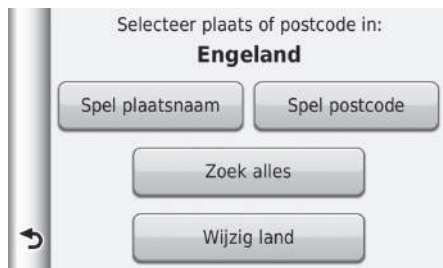 Selecteer plaats of postcode in:
Engeland
Spel plaatsnaam
Spel postcode
Zoek alles
Wijzig land